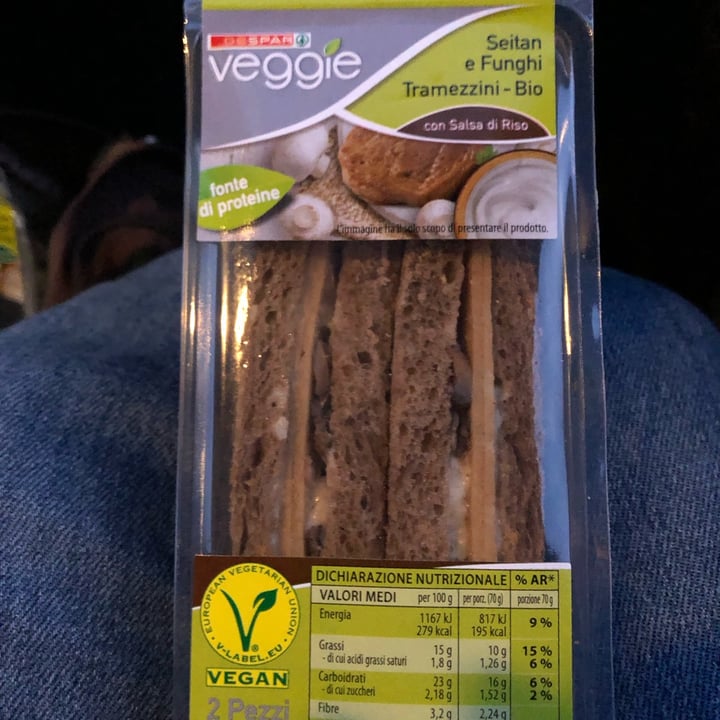 DESPAR
veggie
Seitan
e Funghi
Tramezzini - Bio
con Salsa di Riso
fonte
di proteine
L'immagine ha il solo scopo di presentare il prodotto.
EUROPEAN VEGETARIAN UNION
V-LABEL.EU
VEGAN
2 Pezzi
DICHIARAZIONE NUTRIZIONALE % AR*
VALORI MEDI per 100 g per porz. (70 g) porzione 70 g
Energia 1167 kJ 817 kJ 9 %
279 kcal 195 kcal
Grassi 15 g 10 g 15 %
- di cui acidi grassi saturi 1,8 g 1,26 g 6 %
Carboidrati 23 g 16 g 6 %
- di cui zuccheri 2,18 g 1,52 g 2 %
Fibre 3,2 g 2,24 g